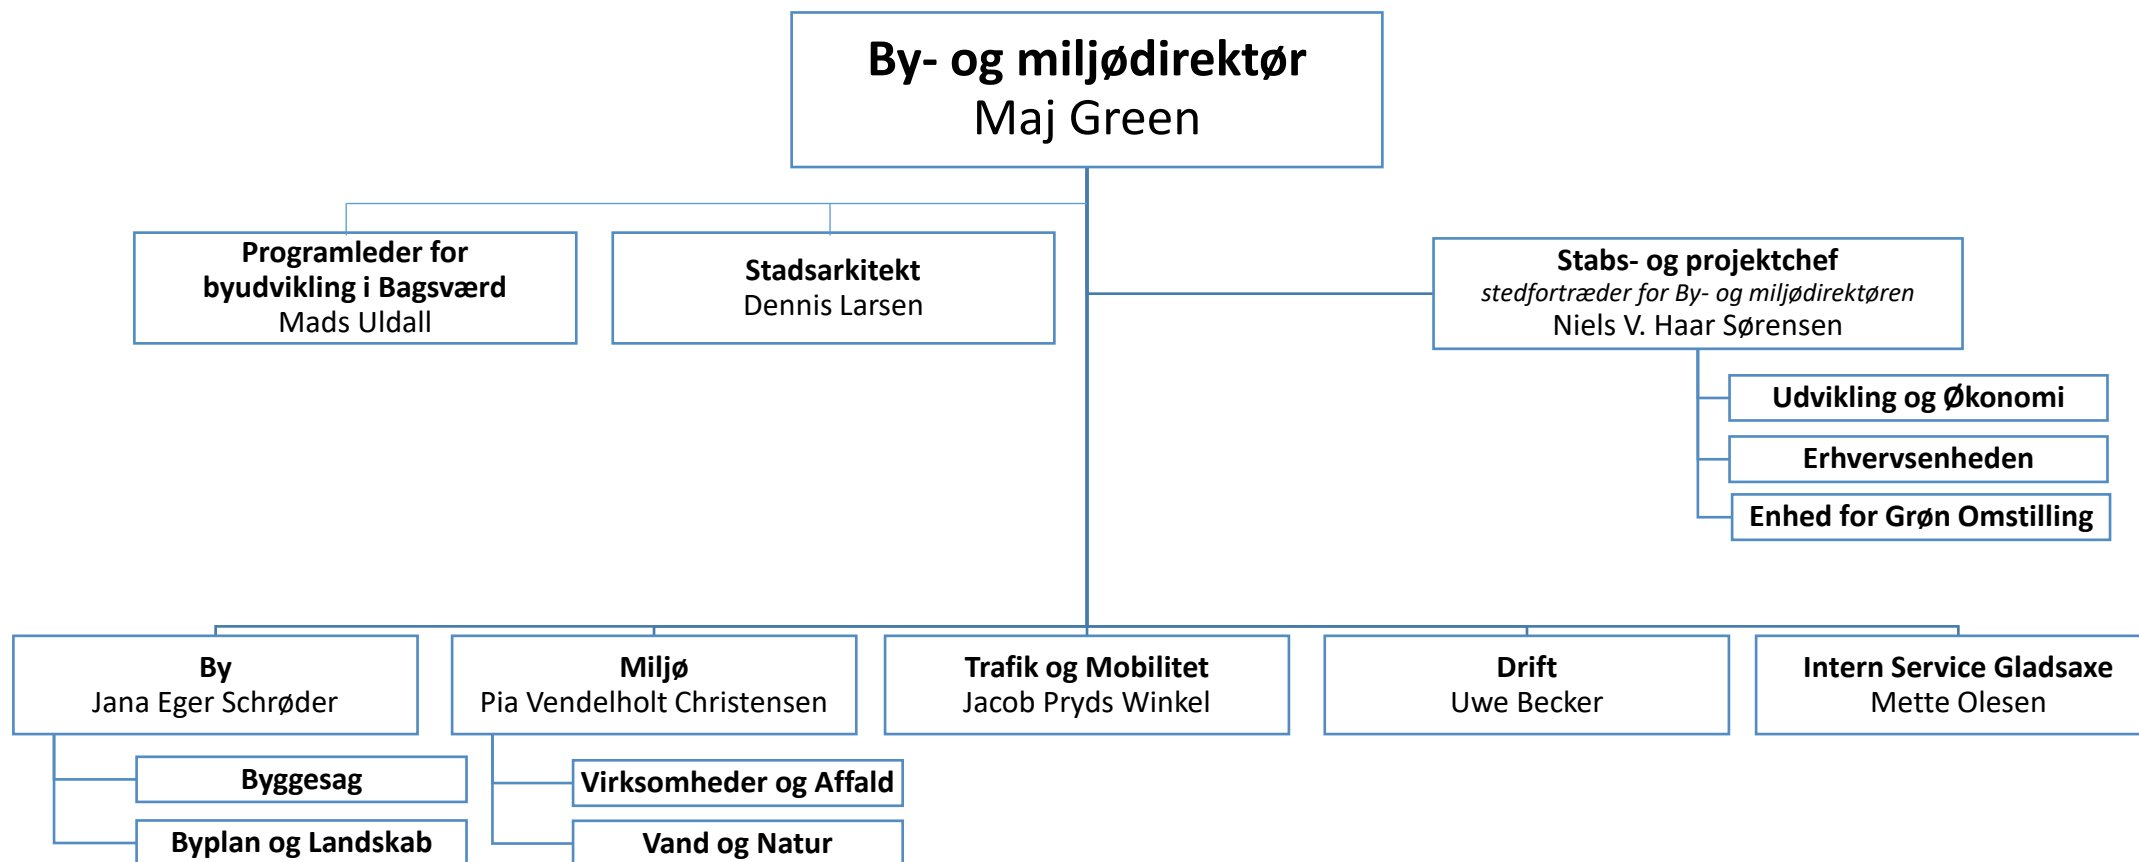 By- og miljødirektør
Maj Green
Programleder for
byudvikling i Bagsværd
Mads Uldall
Stadsarkitekt
Dennis Larsen
Stabs- og projektchef
stedfortræder for By- og miljødirektøren
Niels V. Haar Sørensen
Udvikling og Økonomi
Erhvervsenheden
Enhed for Grøn Omstilling
By
Jana Eger Schrøder
Miljø
Pia Vendelholt Christensen
Trafik og Mobilitet
Jacob Pryds Winkel
Drift
Uwe Becker
Intern Service Gladsaxe
Mette Olesen
Byggesag
Byplan og Landskab
Virksomheder og Affald
Vand og Natur